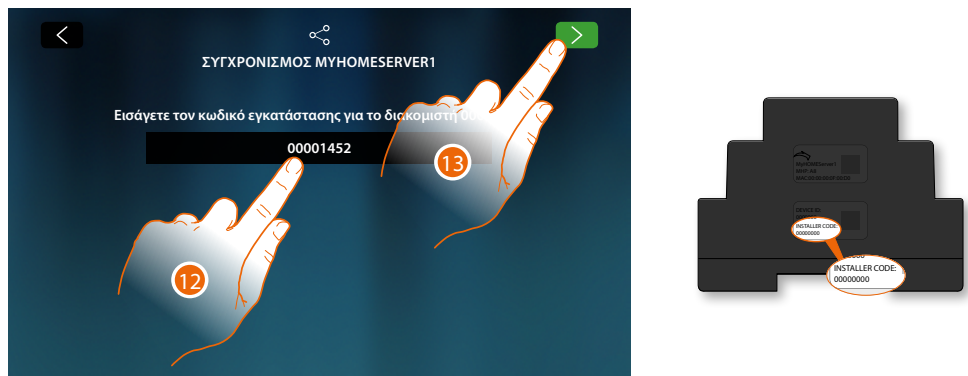 ΣΥΓΧΡΟΝΙΣΜΟΣ MYHOMESERVER1
Εισάγετε τον κωδικό εγκατάστασης για το διακομιστή
00001452
12
13
MyHOMEServer1
DEVICE ID:
INSTALLER CODE:
00000000
INSTALLER CODE:
00000000